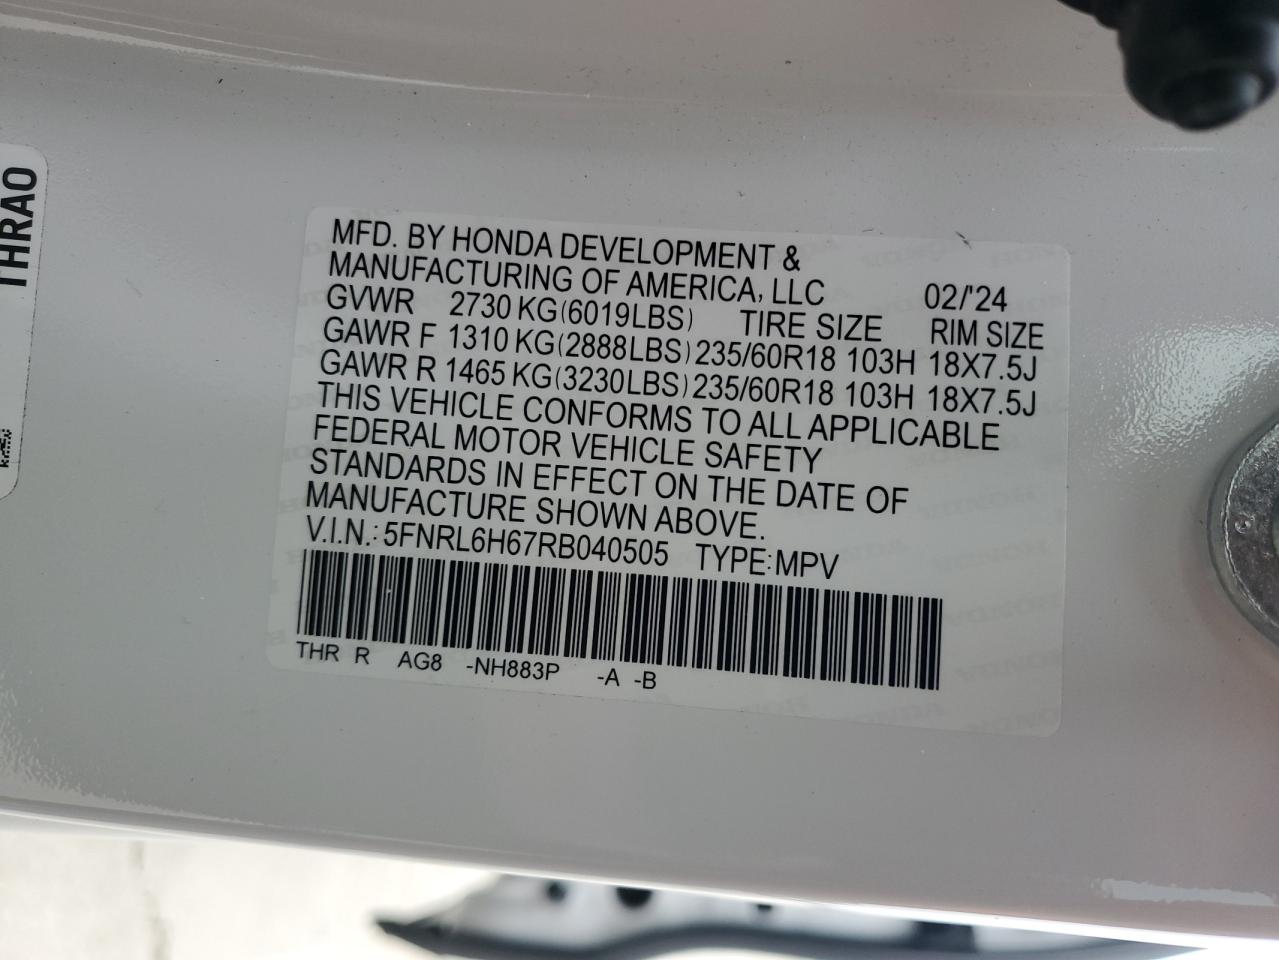 THRA0
MFD. BY HONDA DEVELOPMENT &
MANUFACTURING OF AMERICA, LLC 02/'24
GVWR 2730 KG(6019LBS) TIRE SIZE RIM SIZE
GAWR F 1310 KG(2888LBS)235/60R18 103H 18X7.5J
GAWR R 1465 KG(3230LBS)235/60R18 103H 18X7.5J
THIS VEHICLE CONFORMS TO ALL APPLICABLE
FEDERAL MOTOR VEHICLE SAFETY
STANDARDS IN EFFECT ON THE DATE OF
MANUFACTURE SHOWN ABOVE.
V.I.N.: 5FNRL6H67RB040505 TYPE:MPV
THR R AG8 -NH883P -A -B